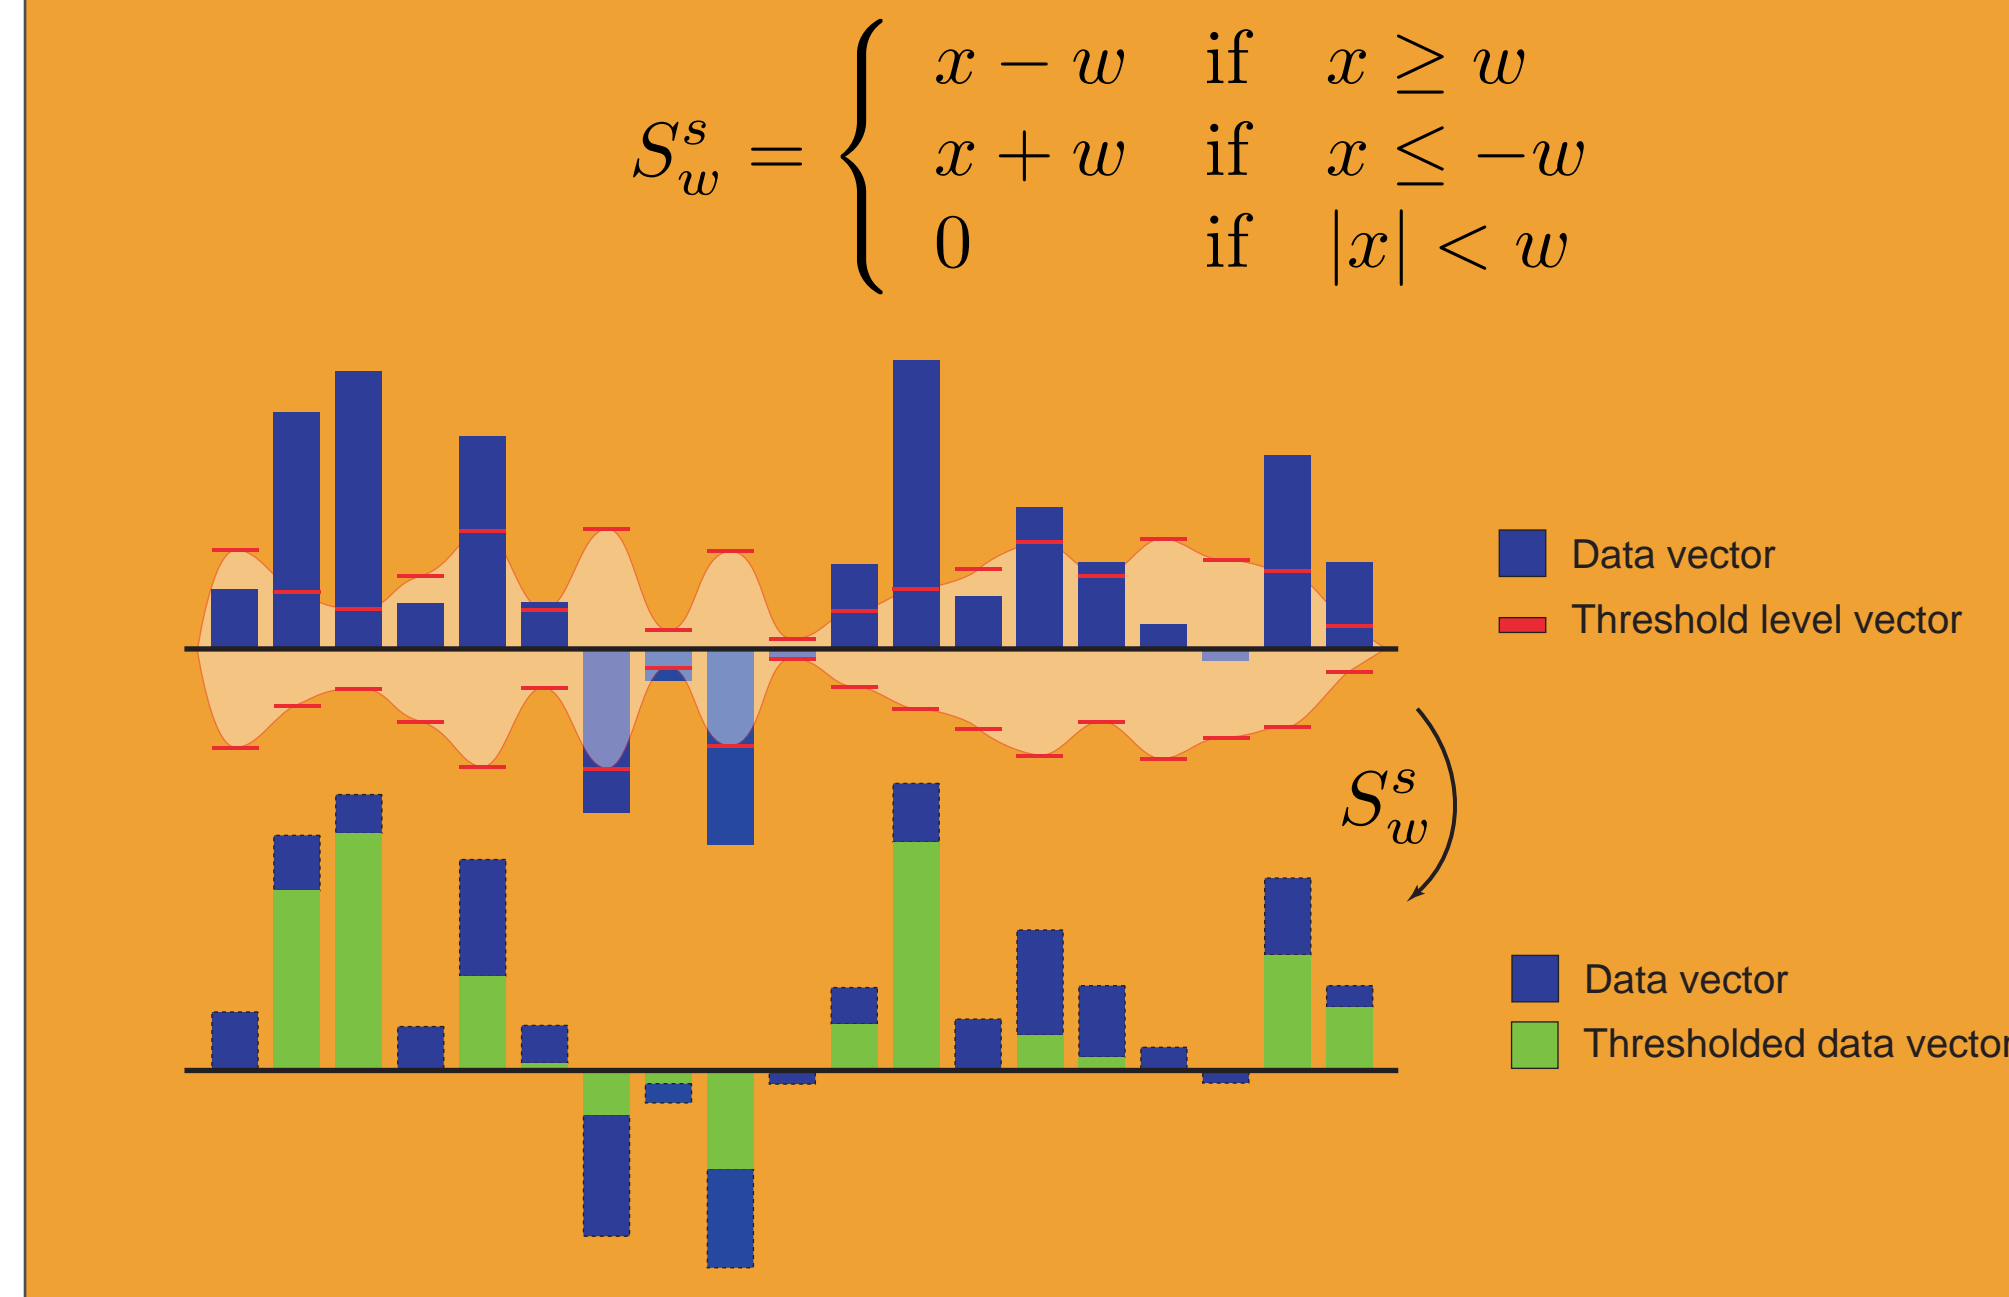 S_w^s = { x − w if x ≥ w
x + w if x ≤ −w
0 if |x| < w
Data vector
Threshold level vector
S_w^s
Data vector
Thresholded data vector